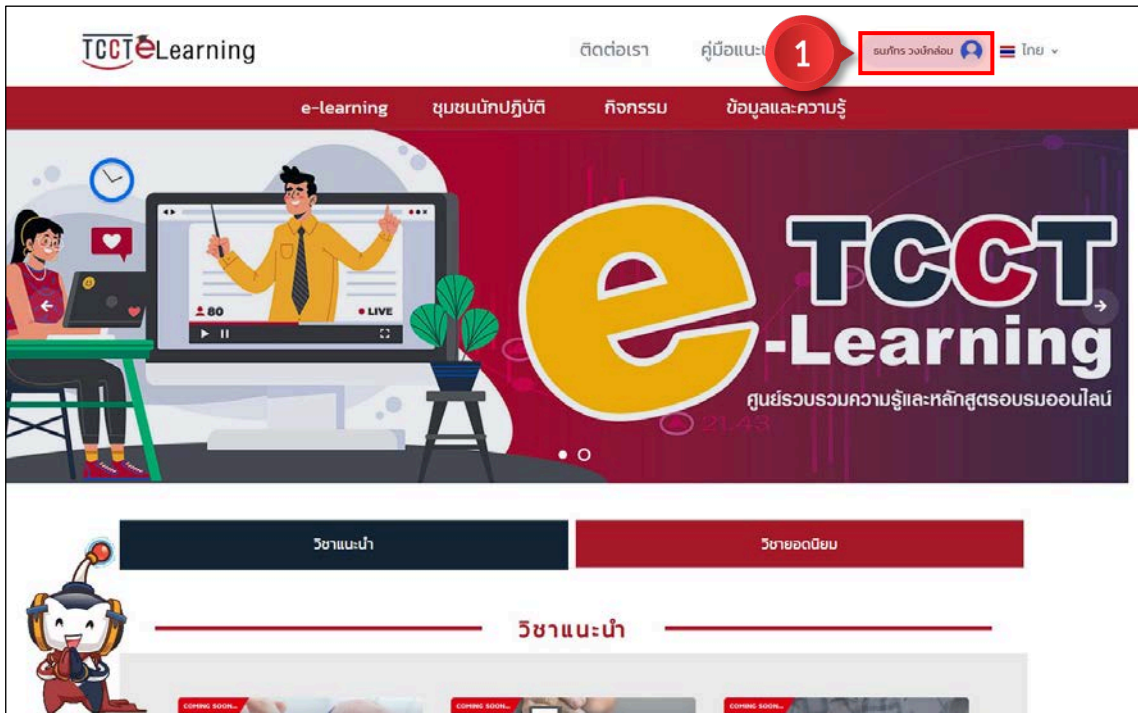 TCCTeLearning
ติดต่อเรา
คู่มือแนะนำ
1
ธนภัทร วงษ์กล่อม
ไทย
e-learning
ชุมชนนักปฏิบัติ
กิจกรรม
ข้อมูลและความรู้
80
LIVE
e
TCCT
-Learning
ศูนย์รวบรวมความรู้และหลักสูตรอบรมออนไลน์
21.43
วิชาแนะนำ
วิชายอดนิยม
วิชาแนะนำ
COMING SOON...
COMING SOON...
COMING SOON...